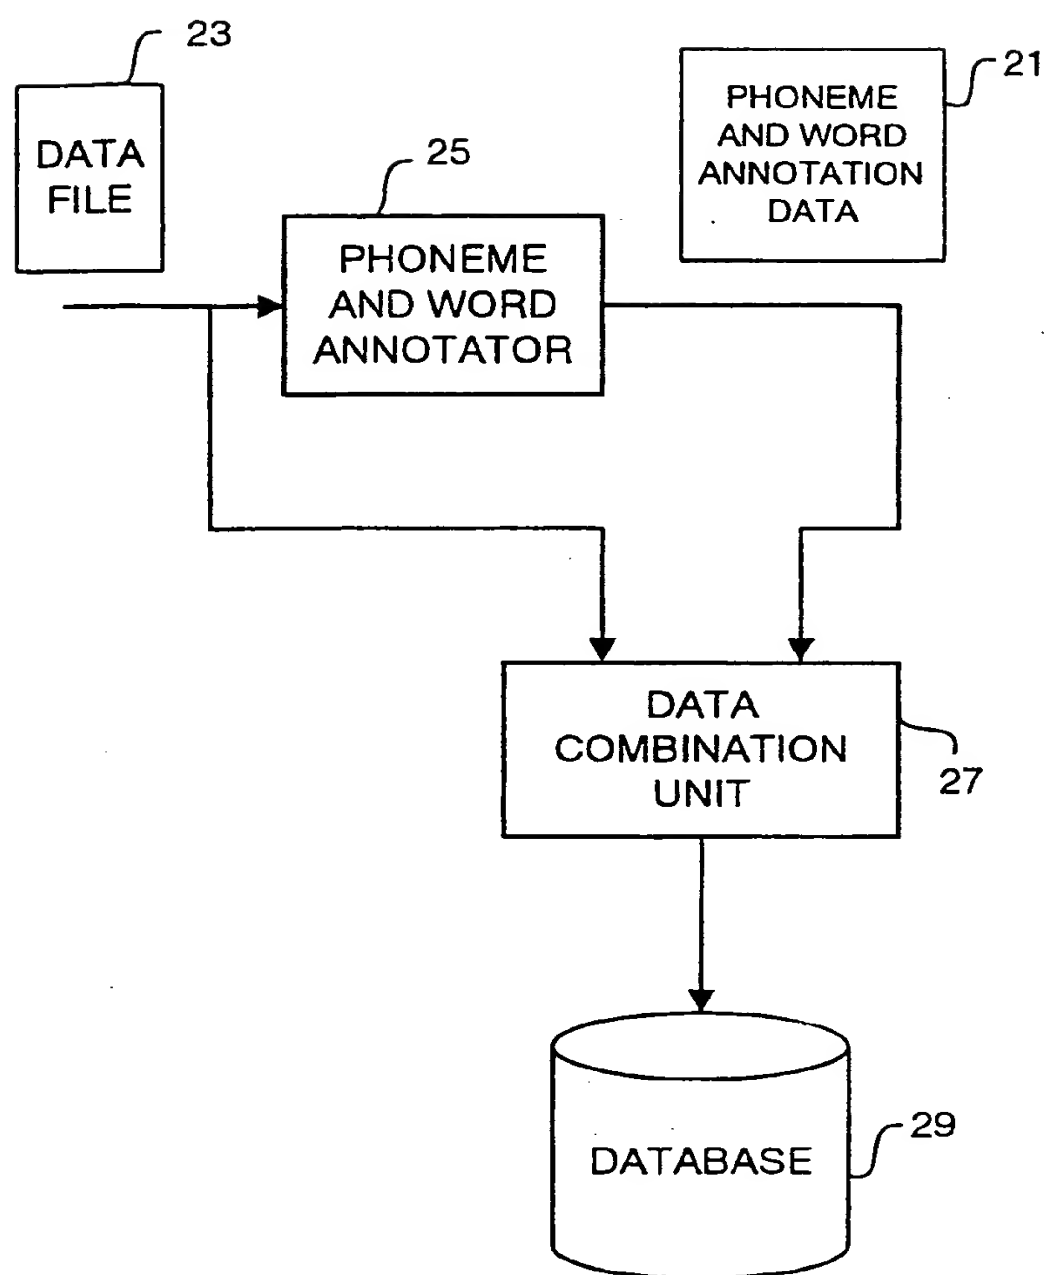 23
DATA
FILE
21
PHONEME
AND WORD
ANNOTATION
DATA
25
PHONEME
AND WORD
ANNOTATOR
DATA
COMBINATION
UNIT
27
DATABASE
29